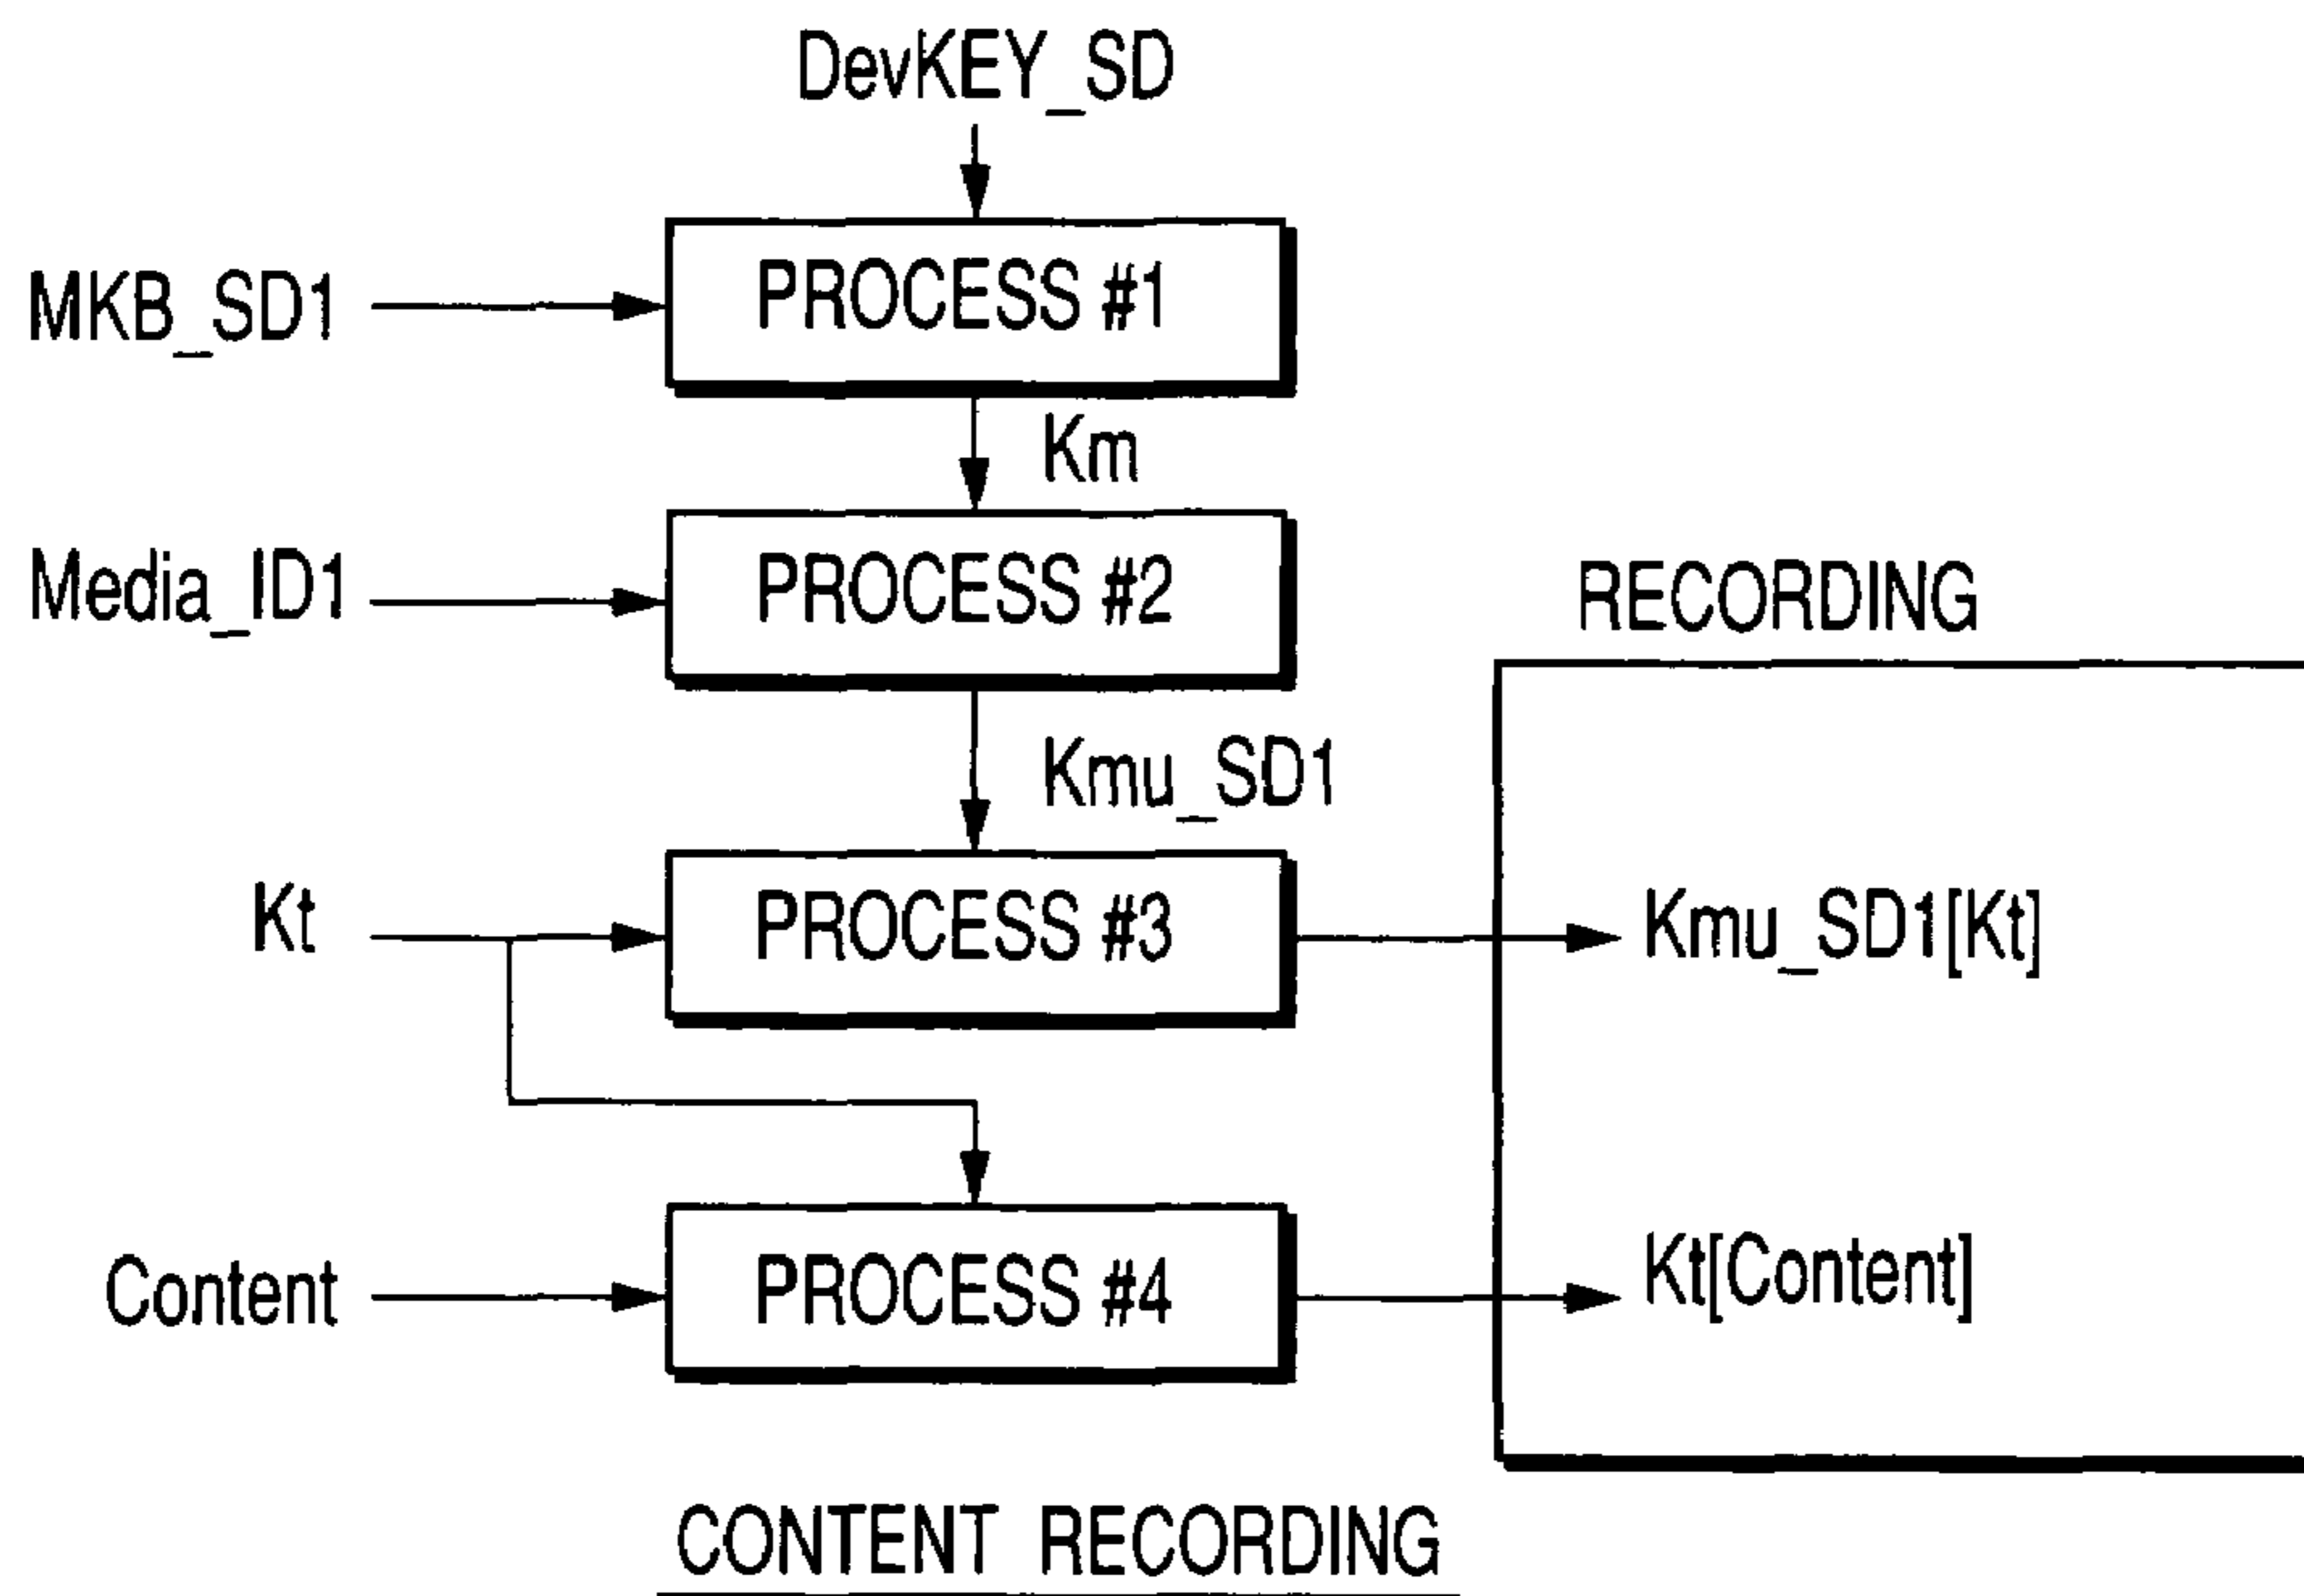 DevKEY_SD
MKB_SD1
PROCESS #1
Km
Media_ID1
PROCESS #2
RECORDING
Kmu_SD1
Kt
PROCESS #3
Kmu_SD1[Kt]
Content
PROCESS #4
Kt[Content]
CONTENT RECORDING